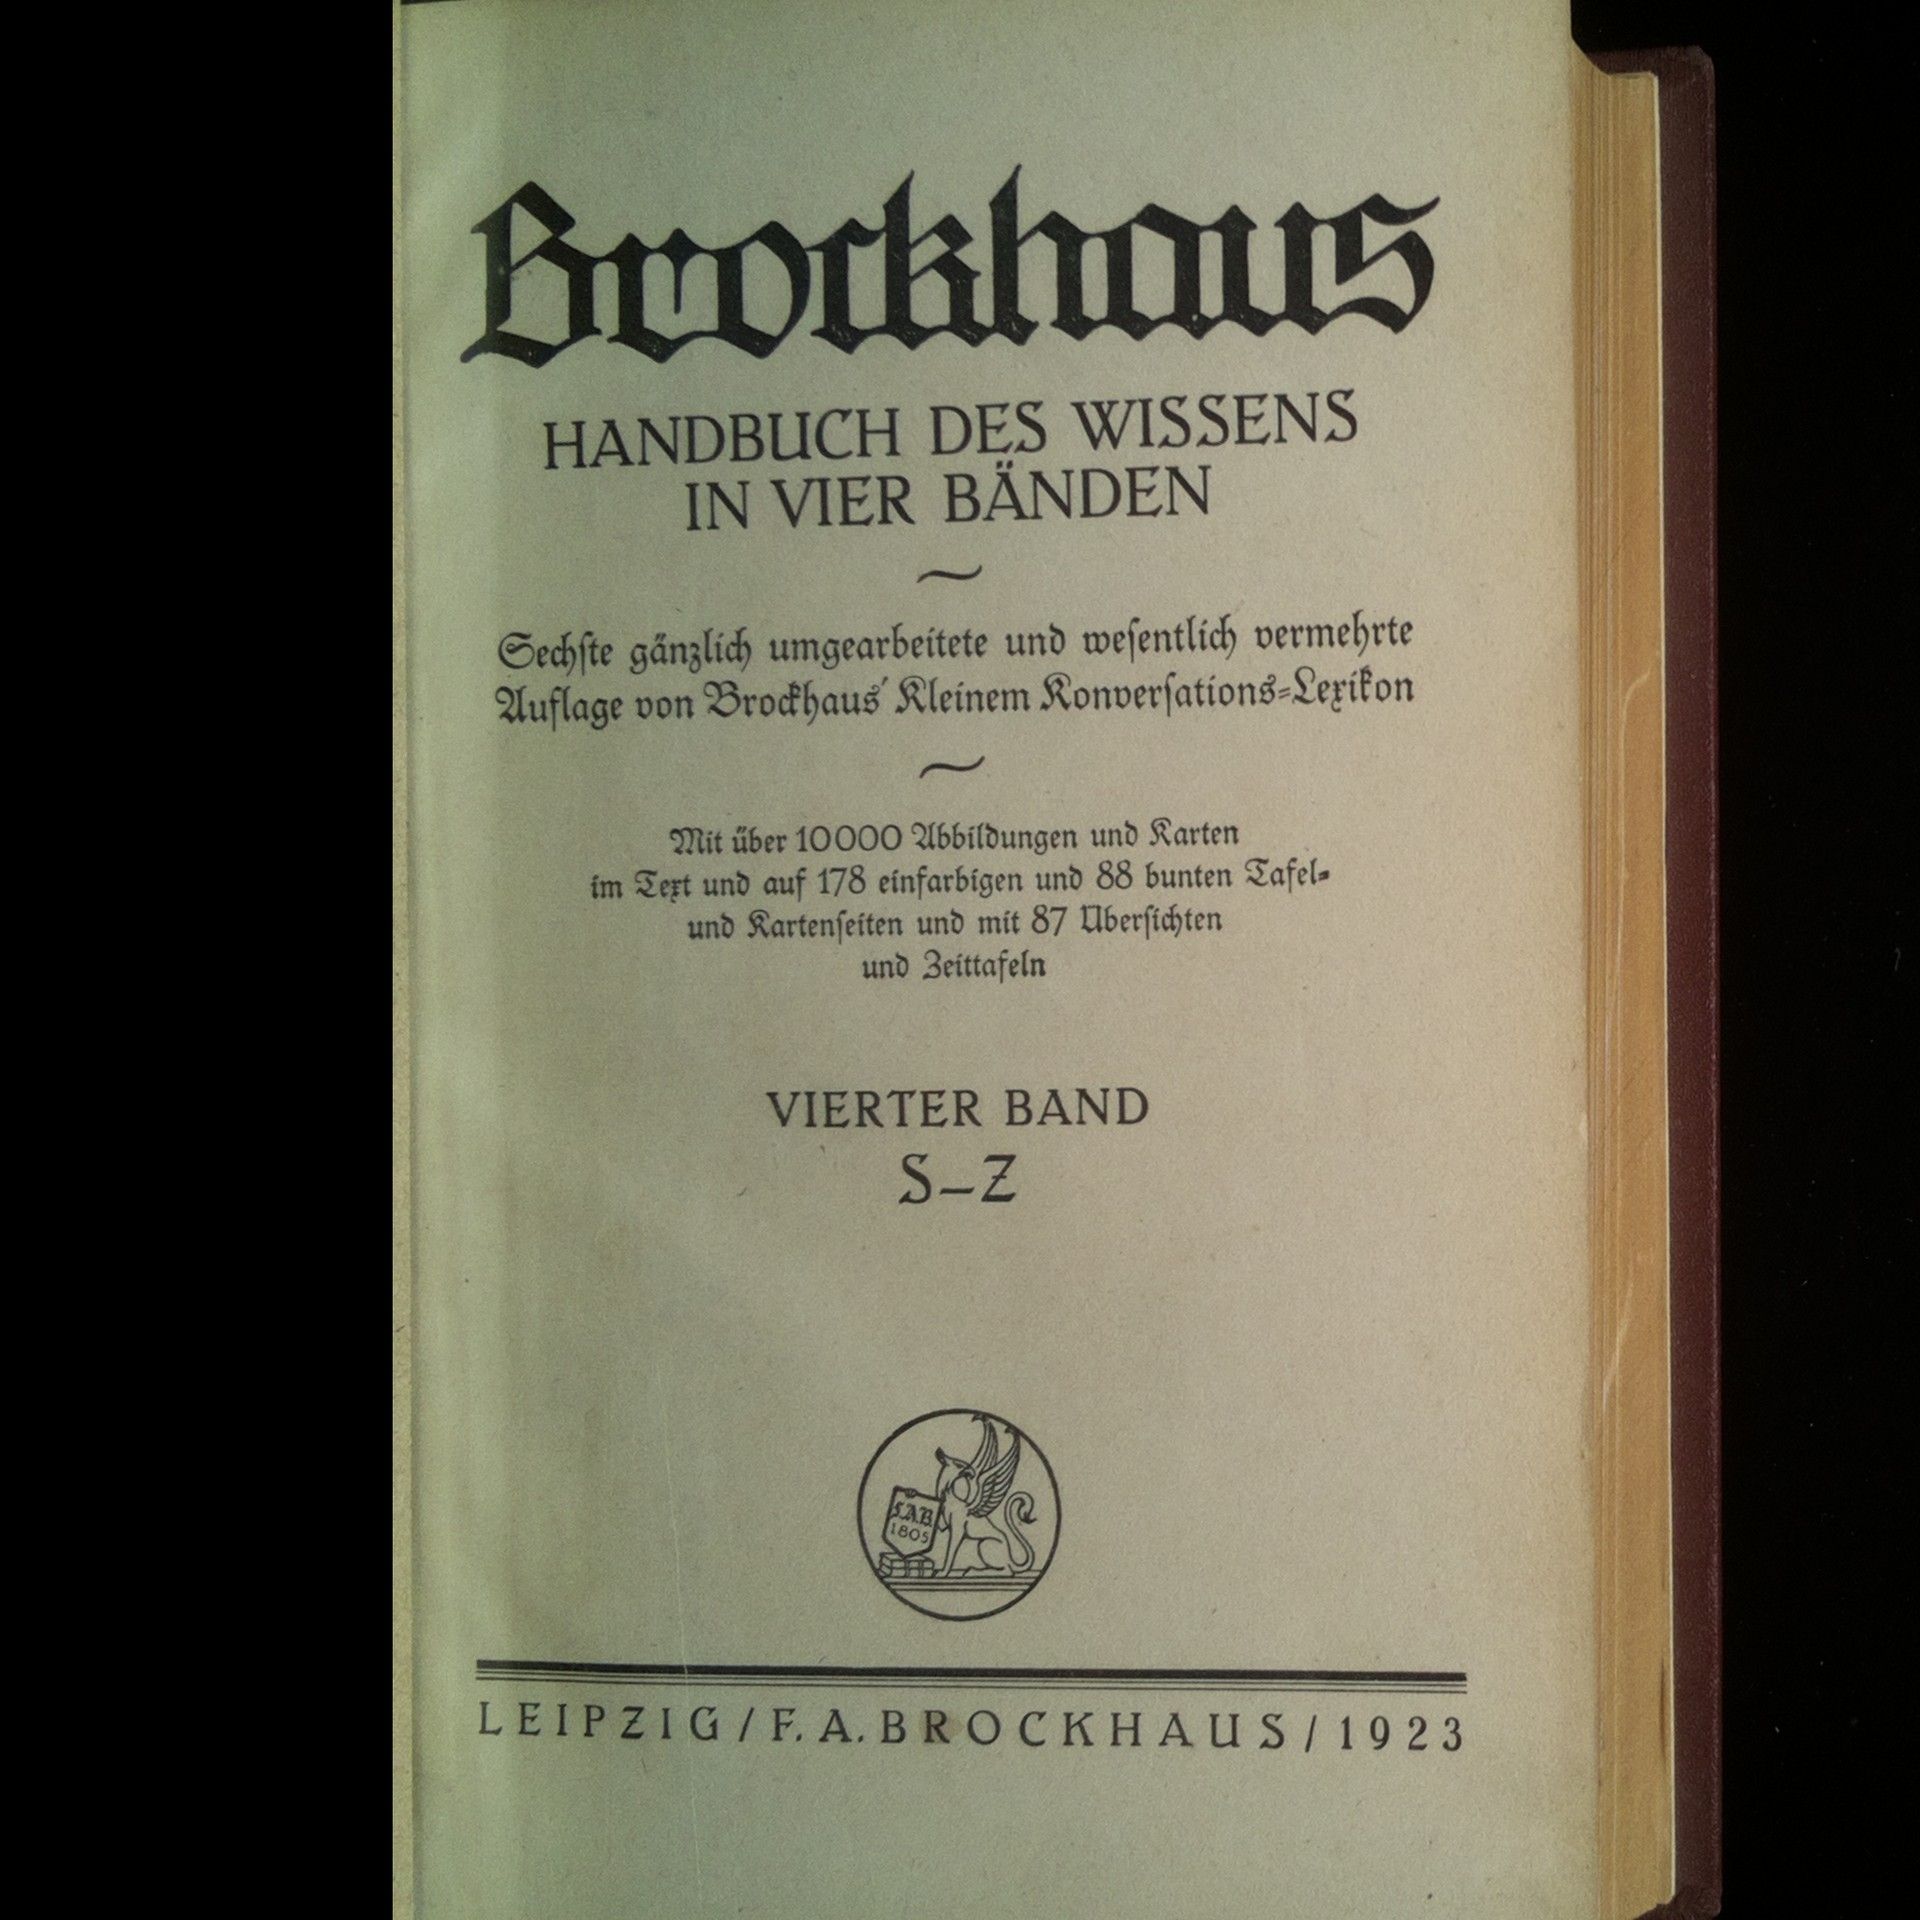 Brockhaus
HANDBUCH DES WISSENS
IN VIER BÄNDEN
Sechſte gänzlich umgearbeitete und weſentlich vermehrte
Auflage von Brockhaus' Kleinem Konverſations-Lexikon
Mit über 10000 Abbildungen und Karten
im Text und auf 178 einfarbigen und 88 bunten Tafel-
und Kartenſeiten und mit 87 Überſichten
und Zeittafeln
VIERTER BAND
S–Z
F.A.B.
1805
LEIPZIG / F. A. BROCKHAUS / 1923